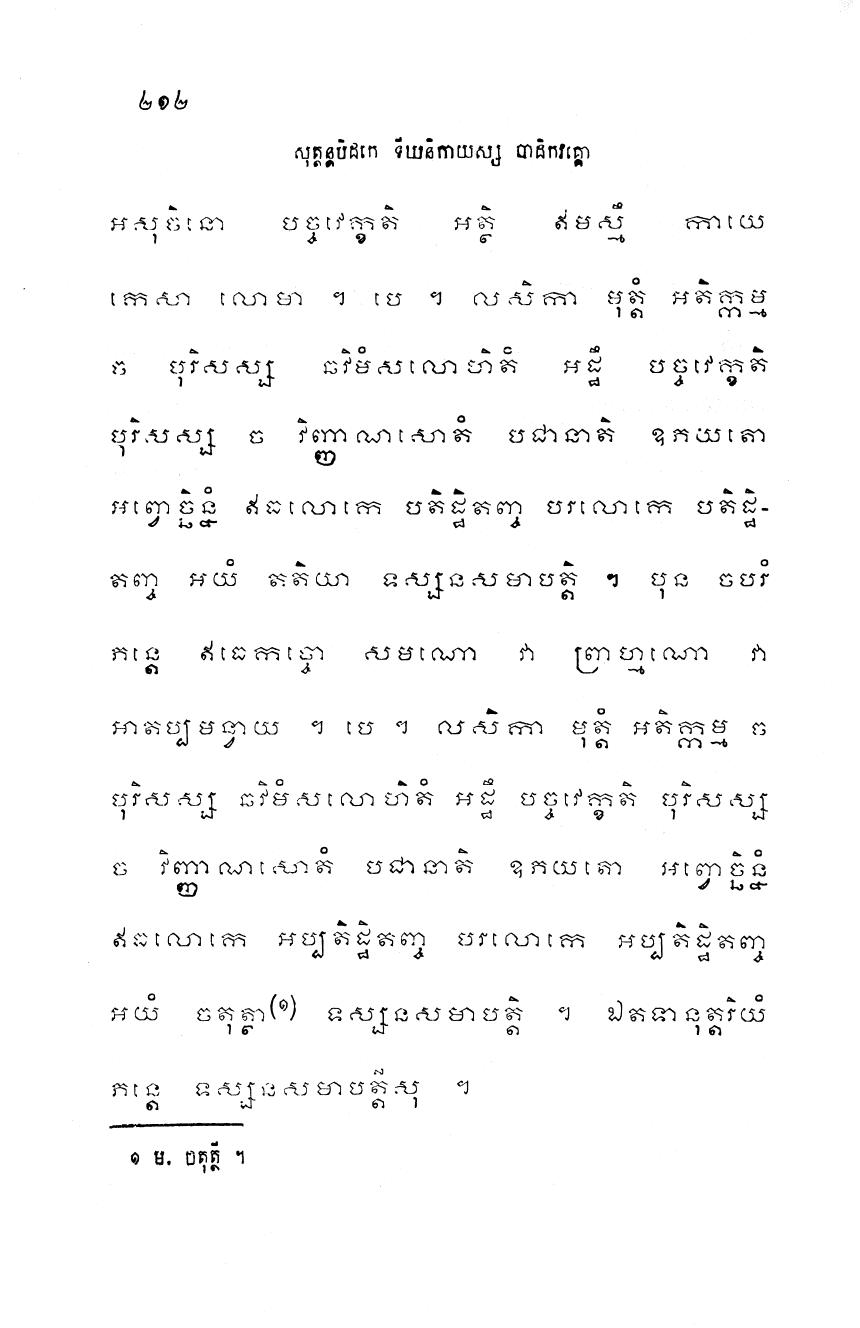 ២១២
សុត្តន្តបិដកេ ទីឃនិកាយស្ស បាដិកវគ្គោ
អសុចិនោ បច្ចវេក្ខតិ អត្ថិ ឥមស្មឹ កាយេ
កេសា លោមា ។ បេ ។ លសិកា មុត្តំ អតិក្កម្ម
ច បុរិសស្ស ឆវិមំសលោហិតំ អដ្ឋឹ បច្ចវេក្ខតិ
បុរិសស្ស ច វិញ្ញាណសោតំ បជានាតិ ឧភយតោ
អព្វោច្ឆិន្នំ ឥធលោកេ បតិដ្ឋិតញ្ច បរលោកេ បតិដ្ឋិ-
តញ្ច អយំ តតិយា ទស្សនសមាបត្តិ ។ បុន ចបរំ
ភន្តេ ឥធេកច្ចោ សមណោ វា ព្រាហ្មណោ វា
អាតប្បមន្វាយ ។ បេ ។ លសិកា មុត្តំ អតិក្កម្ម ច
បុរិសស្ស ឆវិមំសលោហិតំ អដ្ឋឹ បច្ចវេក្ខតិ បុរិសស្ស
ច វិញ្ញាណសោតំ បជានាតិ ឧភយតោ អព្វោច្ឆិន្នំ
ឥធលោកេ អប្បតិដ្ឋិតញ្ច បរលោកេ អប្បតិដ្ឋិតញ្ច
អយំ ចតុត្ថា(១) ទស្សនសមាបត្តិ ។ ឯតទានុត្តរិយំ
ភន្តេ ទស្សនសមាបត្តីសុ ។
១ ម. ចតុត្ថី ។